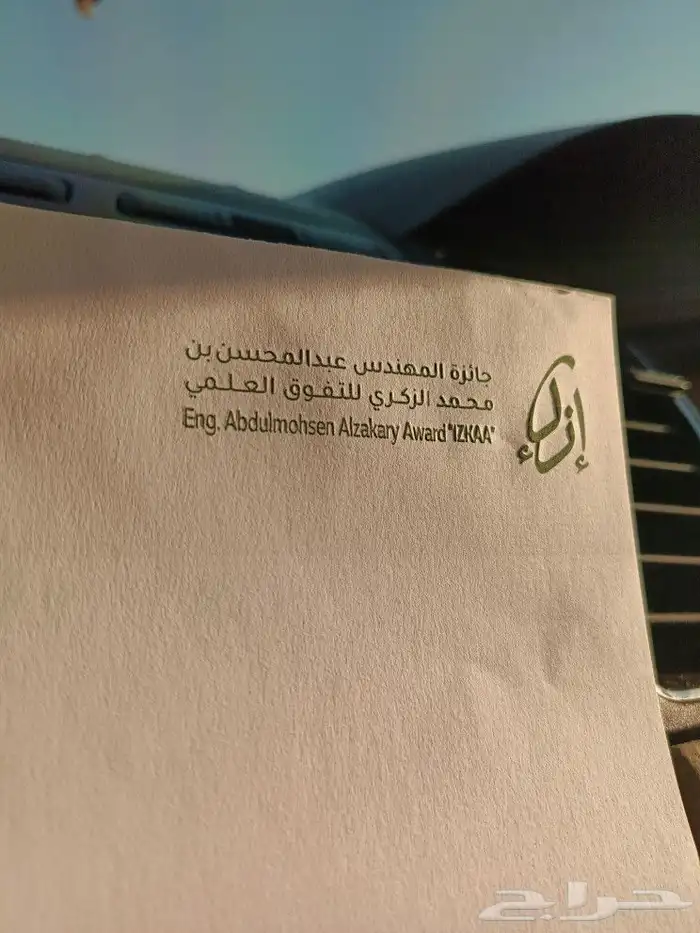 جائزة المهندس عبدالمحسن بن
محمد الزكري للتفوق العلمي
Eng. Abdulmohsen Alzakary Award "IZKAA"
إزكاء
حراج